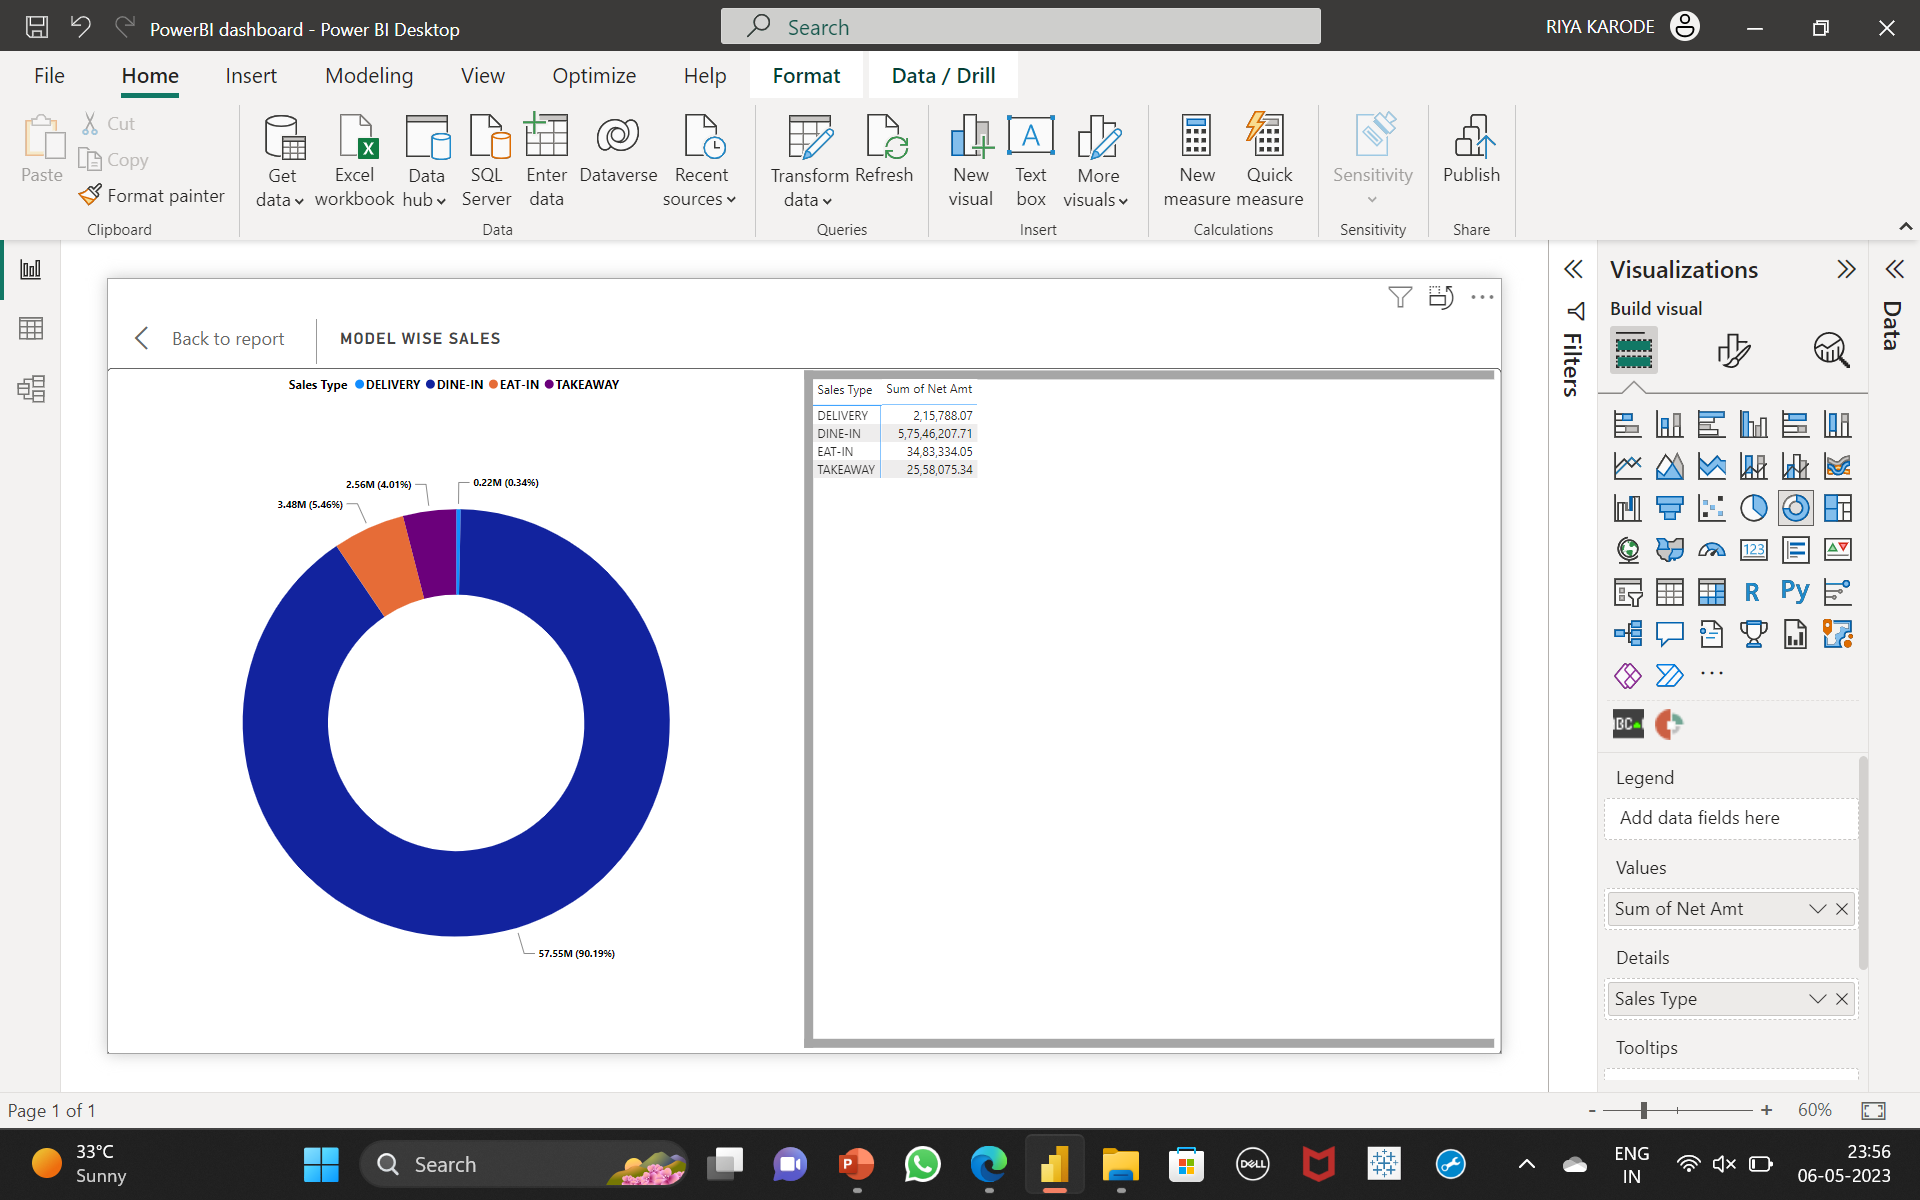 PowerBI dashboard - Power BI Desktop
Search
RIYA KARODE
File Home Insert Modeling View Optimize Help Format Data / Drill
Paste
Cut
Copy
Format painter
Clipboard
Get data
Excel workbook
Data hub
SQL Server
Enter data
Dataverse
Recent sources
Data
Transform data
Refresh
Queries
New visual
Text box
More visuals
Insert
New measure
Quick measure
Calculations
Sensitivity
Sensitivity
Publish
Share
Back to report
MODEL WISE SALES
Sales Type DELIVERY DINE-IN EAT-IN TAKEAWAY
2.56M (4.01%)
0.22M (0.34%)
3.48M (5.46%)
57.55M (90.19%)
Sales Type Sum of Net Amt
DELIVERY 2,15,788.07
DINE-IN 5,75,46,207.71
EAT-IN 34,83,334.05
TAKEAWAY 25,58,075.34
Filters
Visualizations
Build visual
123
R
Py
Legend
Add data fields here
Values
Sum of Net Amt
Details
Sales Type
Tooltips
Data
Page 1 of 1
- + 60%
33°C
Sunny
Search
DELL
ENG
IN
23:56
06-05-2023